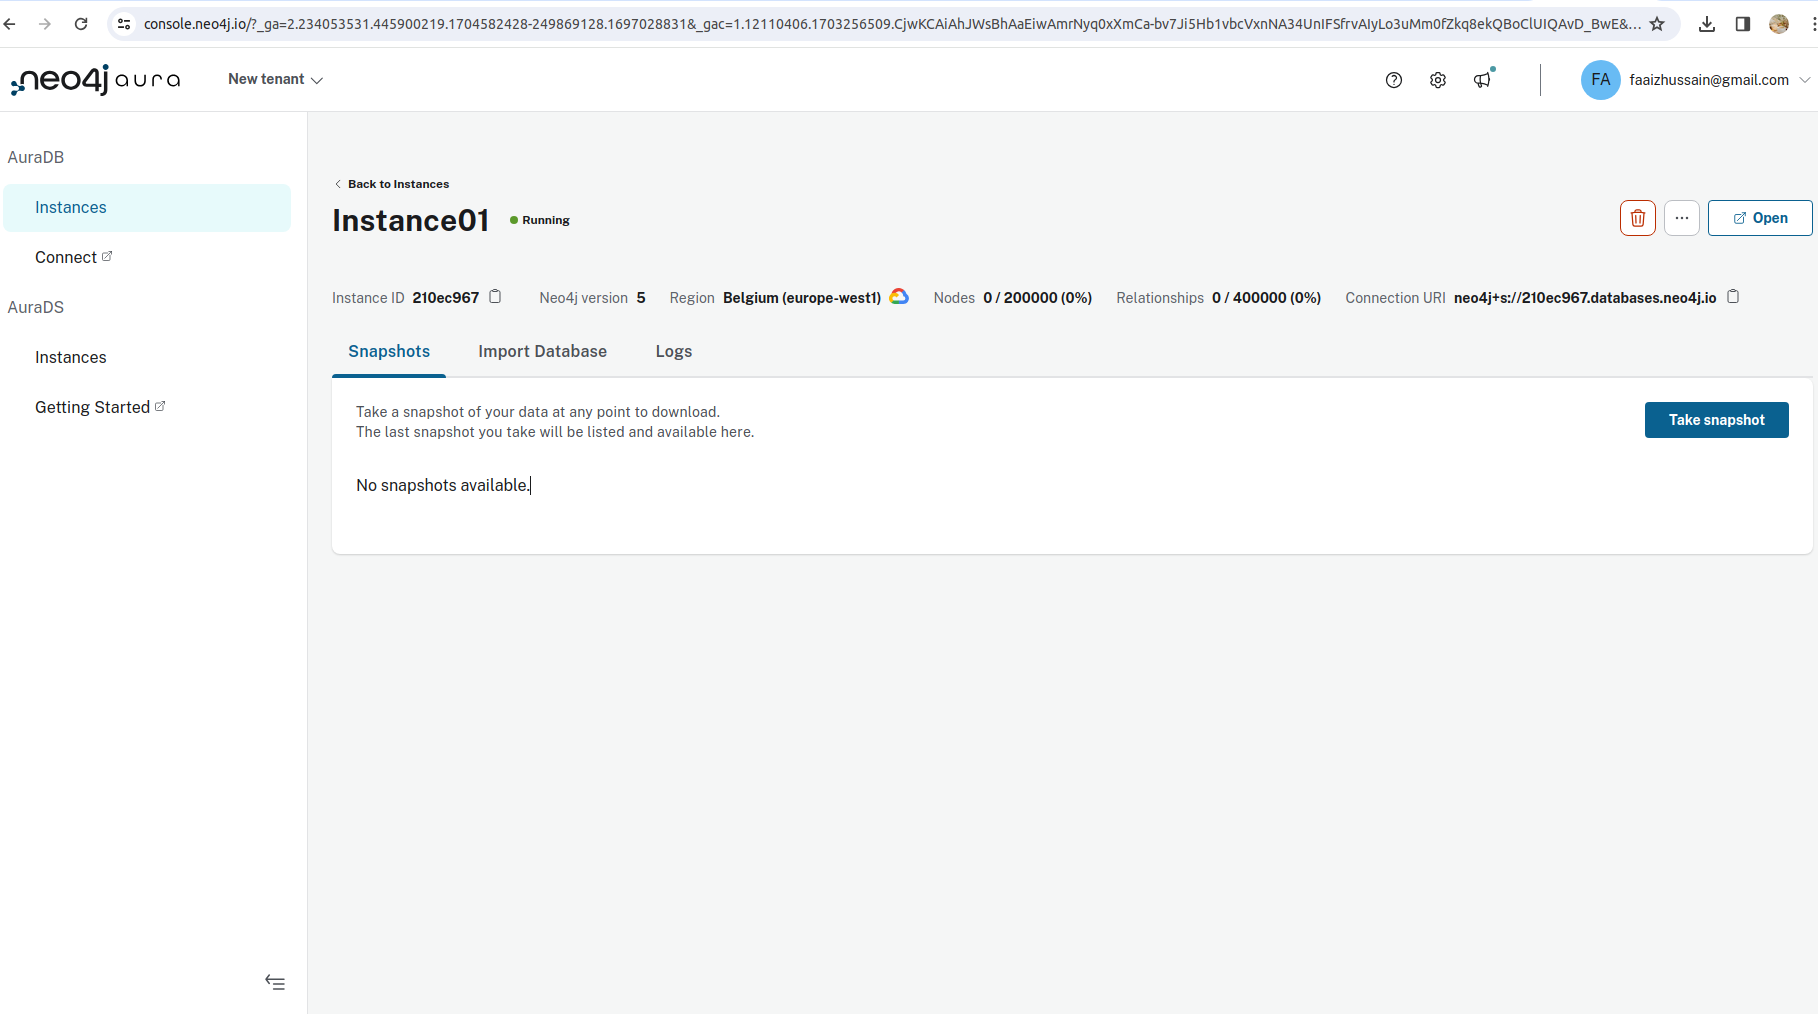 console.neo4j.io/?_ga=2.234053531.445900219.1704582428-249869128.1697028831&_gac=1.12110406.1703256509.CjwKCAiAhJWsBhAaEiwAmrNyq0xXmCa-bv7Ji5Hb1vbcVxnNA34UnIFSfrvAIyLo3uMm0fZkq8ekQBoClUIQAvD_BwE&...
neo4j aura
New tenant
FA
faaizhussain@gmail.com
AuraDB
Instances
Connect
AuraDS
Instances
Getting Started
Back to Instances
Instance01
Running
Open
Instance ID 210ec967 Neo4j version 5 Region Belgium (europe-west1) Nodes 0 / 200000 (0%) Relationships 0 / 400000 (0%) Connection URI neo4j+s://210ec967.databases.neo4j.io
Snapshots Import Database Logs
Take a snapshot of your data at any point to download.
The last snapshot you take will be listed and available here.
Take snapshot
No snapshots available.